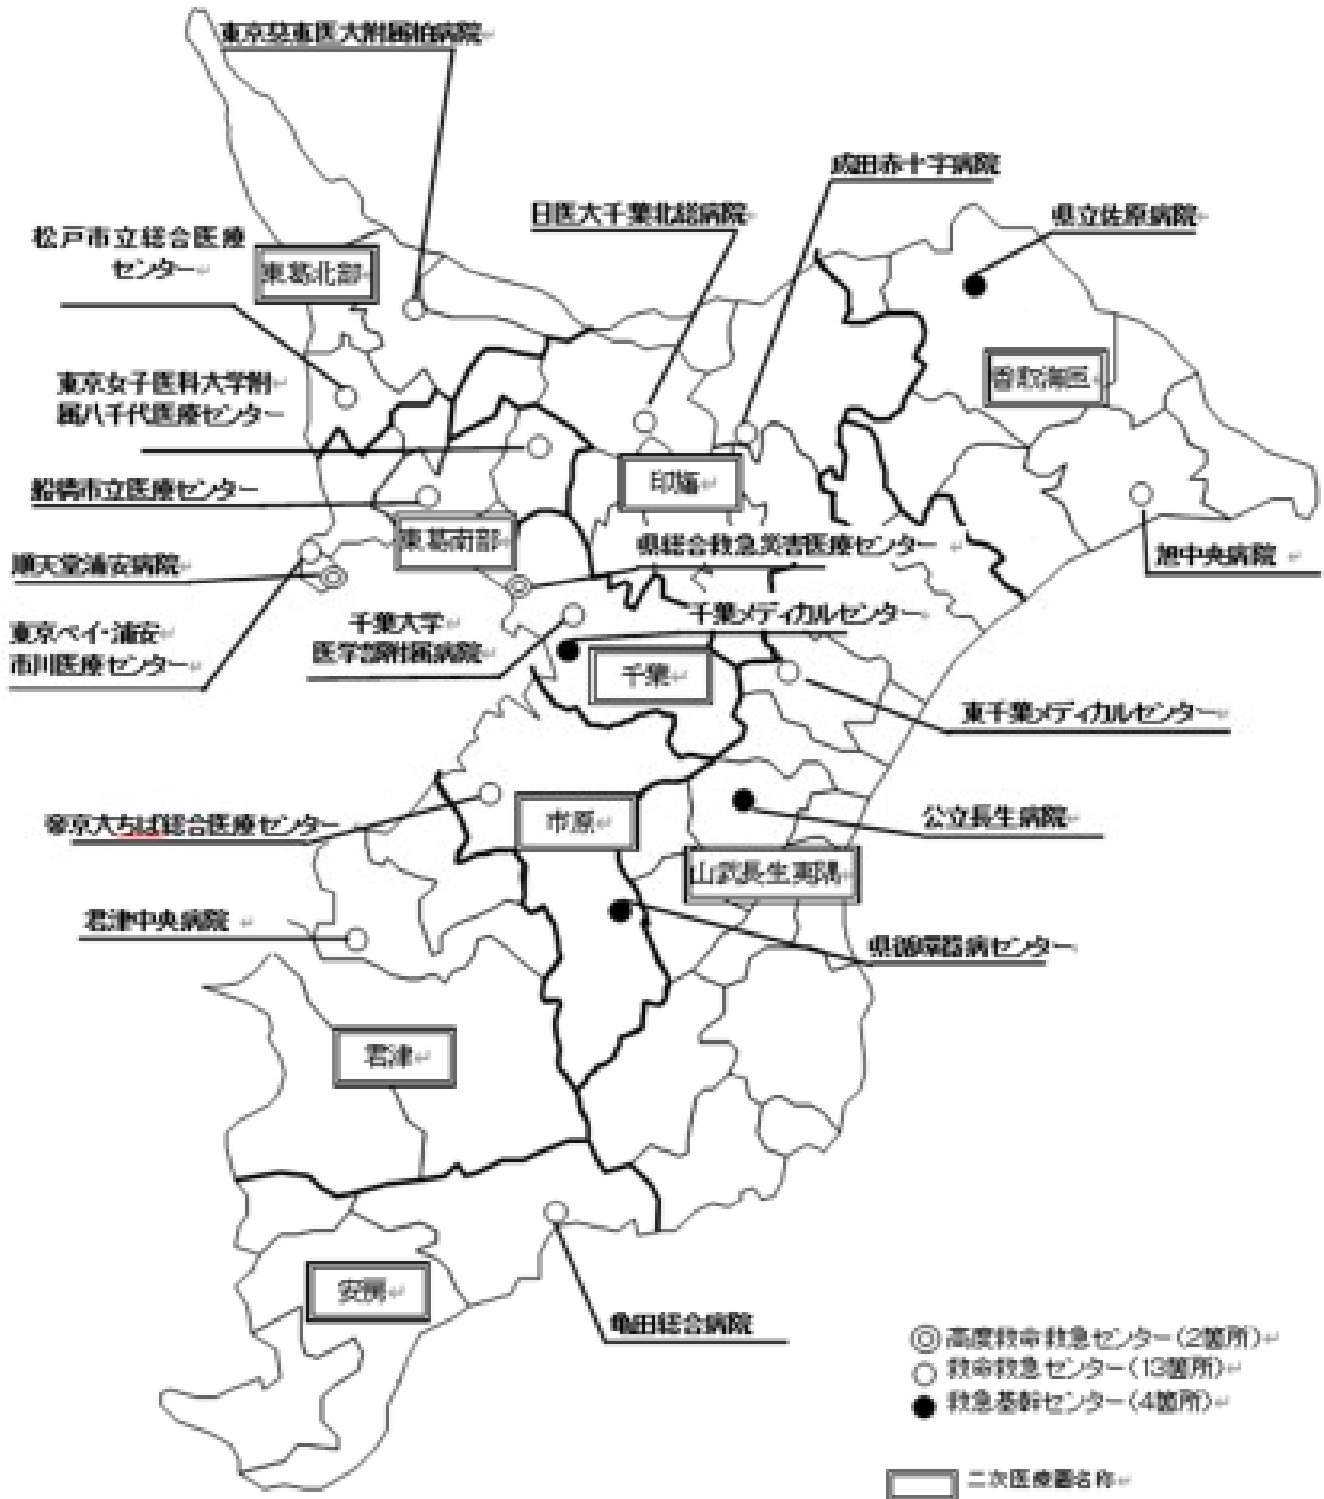 東京慈恵医大附属柏病院
成田赤十字病院
日医大千葉北総病院
県立佐原病院
松戸市立総合医療
センター
東葛北部
香取海匝
東京女子医科大学附
属八千代医療センター
船橋市立医療センター
印旛
東葛南部
県総合救急災害医療センター
旭中央病院
順天堂浦安病院
千葉大学
医学部附属病院
千葉メディカルセンター
東京ベイ・浦安
市川医療センター
千葉
東千葉メディカルセンター
帝京大ちば総合医療センター
市原
公立長生病院
山武長生夷隅
君津中央病院
県循環器病センター
君津
安房
亀田総合病院
◎高度救命救急センター(2箇所)
○救命救急センター(13箇所)
●救急基幹センター(4箇所)
二次医療圏名称